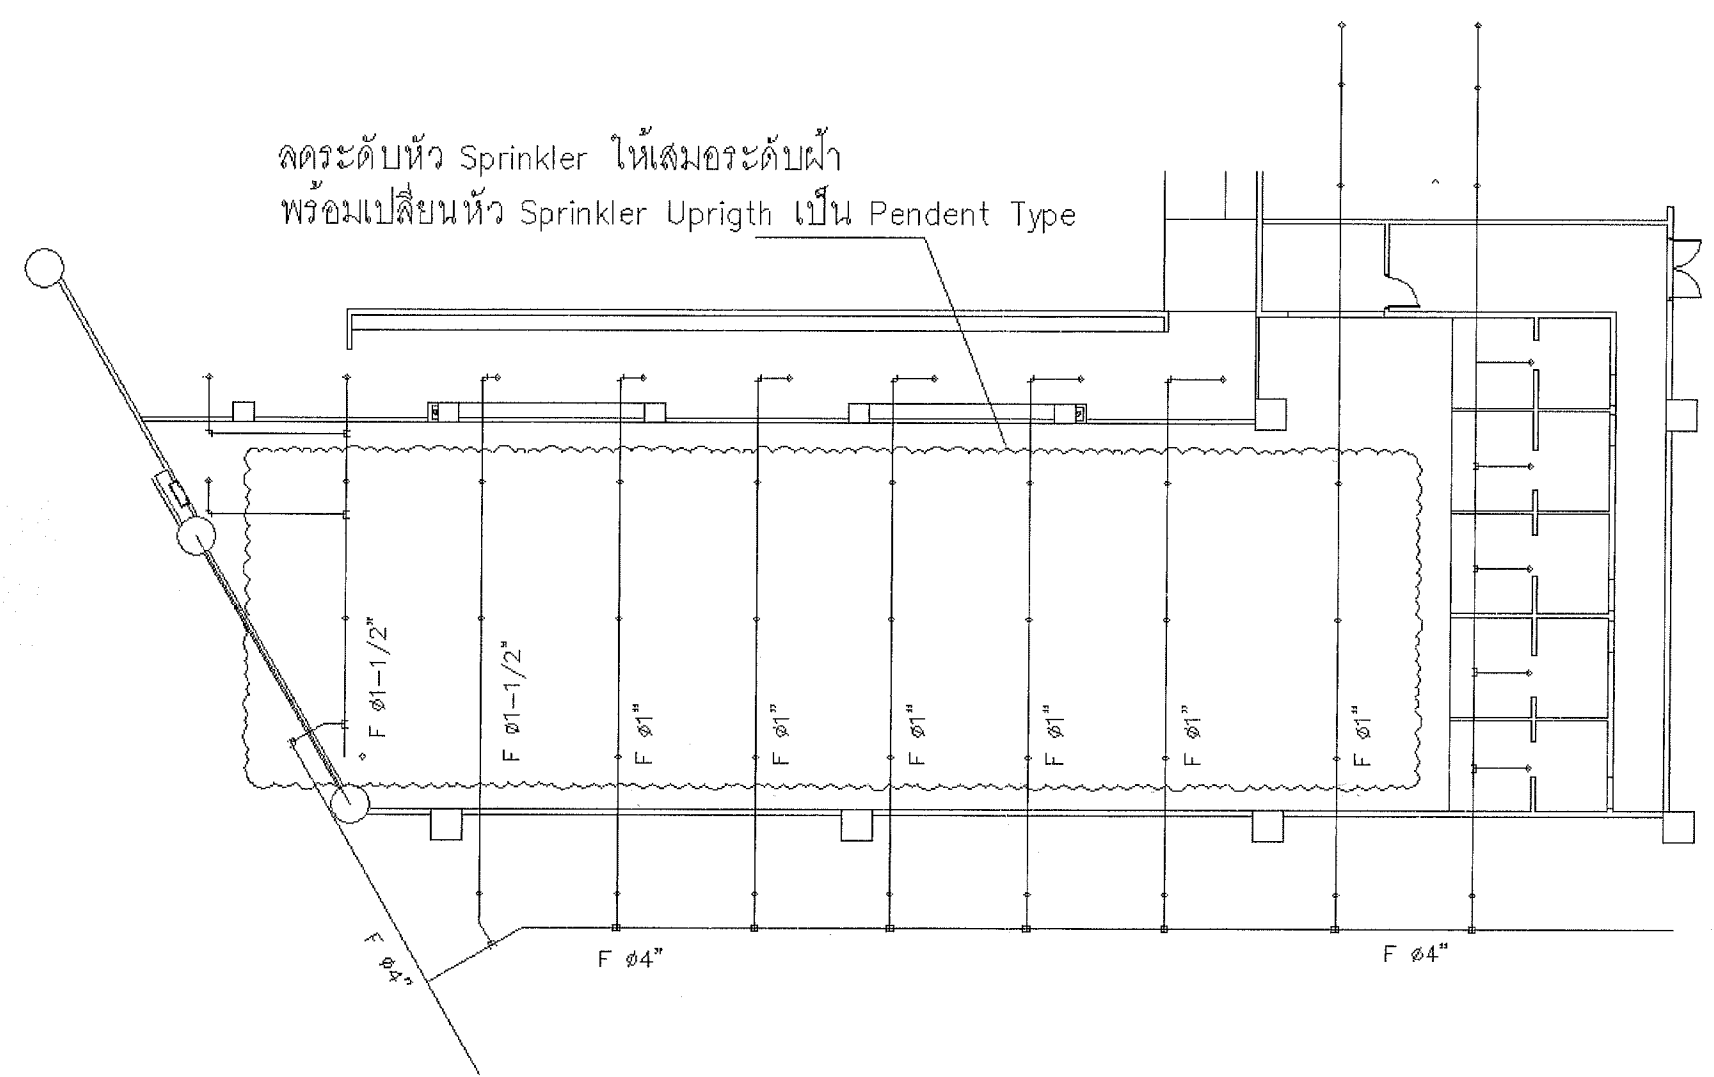 ลดระดับหัว Sprinkler ให้เสมอระดับฝ้า
พร้อมเปลี่ยนหัว Sprinkler Uprigth เป็น Pendent Type
F ø1-1/2"
F ø1-1/2"
F ø1"
F ø1"
F ø1"
F ø1"
F ø1"
F ø1"
F ø4"
F ø4"
F ø4"